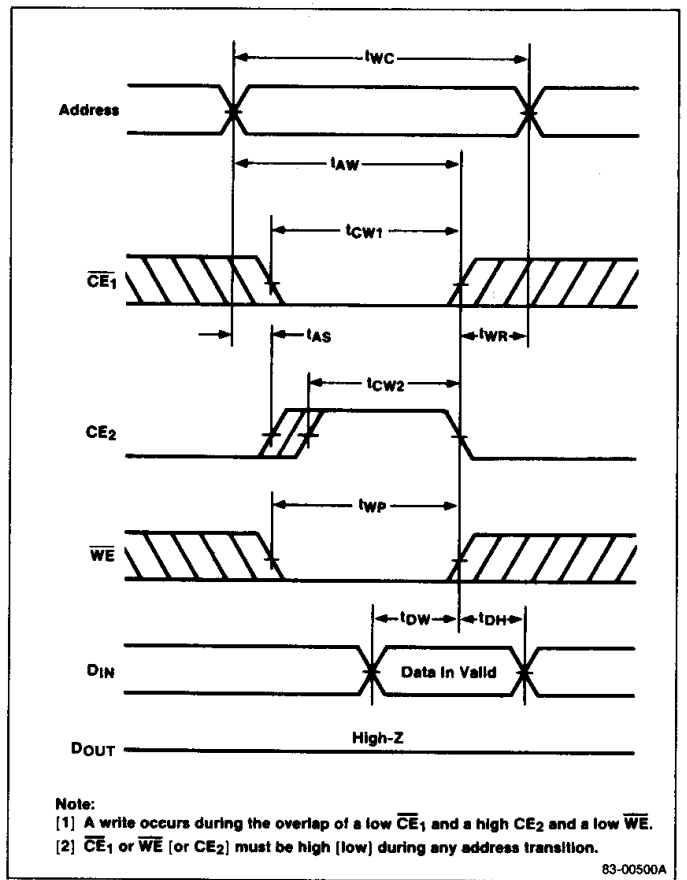 tWC
Address
tAW
tCW1
CE1
tAS
tWR
tCW2
CE2
tWP
WE
tDW
tDH
DIN
Data In Valid
DOUT
High-Z
Note:
[1] A write occurs during the overlap of a low CE1 and a high CE2 and a low WE.
[2] CE1 or WE [or CE2] must be high [low] during any address transition.
83-00500A